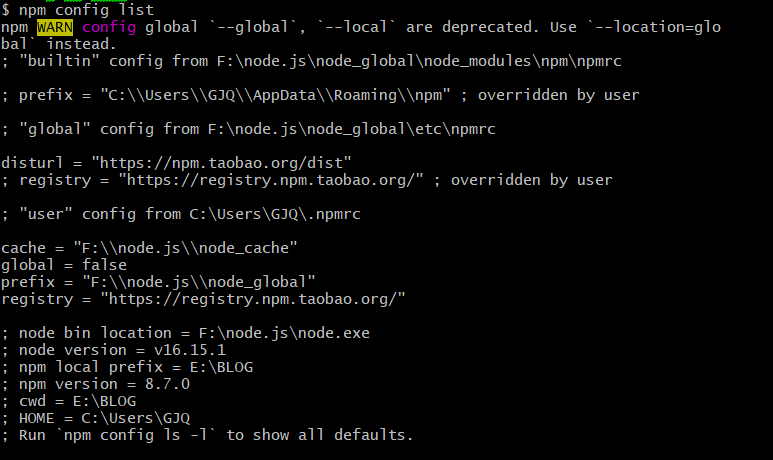 $ npm config list
npm WARN config global `--global`, `--local` are deprecated. Use `--location=glo
bal` instead.
; "builtin" config from F:\node.js\node_global\node_modules\npm\npmrc
; prefix = "C:\\Users\\GJQ\\AppData\\Roaming\\npm" ; overridden by user
; "global" config from F:\node.js\node_global\etc\npmrc
disturl = "https://npm.taobao.org/dist"
; registry = "https://registry.npm.taobao.org/" ; overridden by user
; "user" config from C:\Users\GJQ\.npmrc
cache = "F:\\node.js\\node_cache"
global = false
prefix = "F:\\node.js\\node_global"
registry = "https://registry.npm.taobao.org/"
; node bin location = F:\node.js\node.exe
; node version = v16.15.1
; npm local prefix = E:\BLOG
; npm version = 8.7.0
; cwd = E:\BLOG
; HOME = C:\Users\GJQ
; Run `npm config ls -l` to show all defaults.